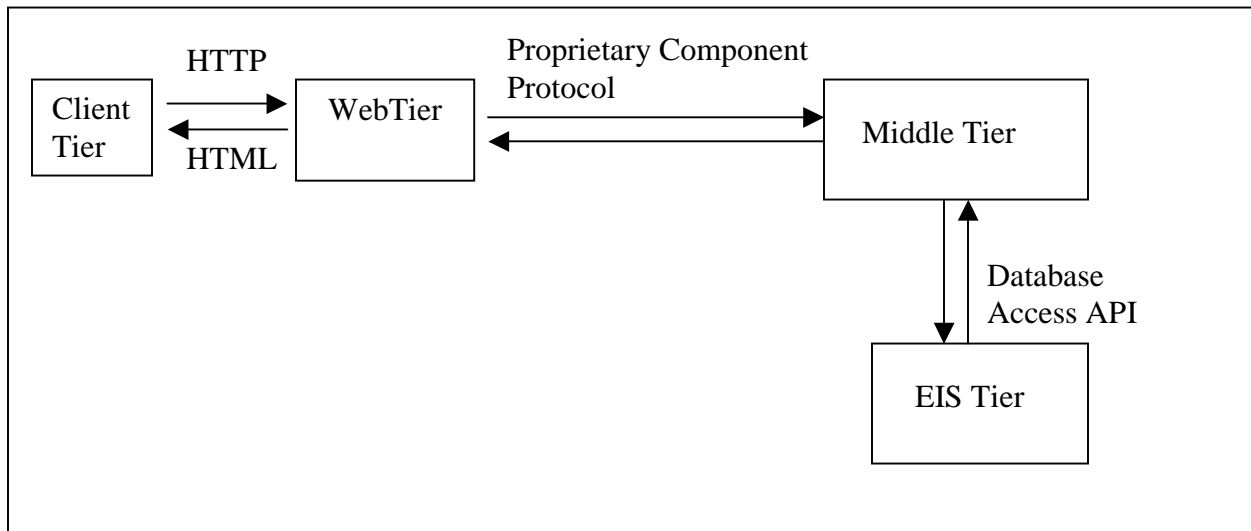 HTTP
Client
Tier
HTML
WebTier
Proprietary Component
Protocol
Middle Tier
Database
Access API
EIS Tier